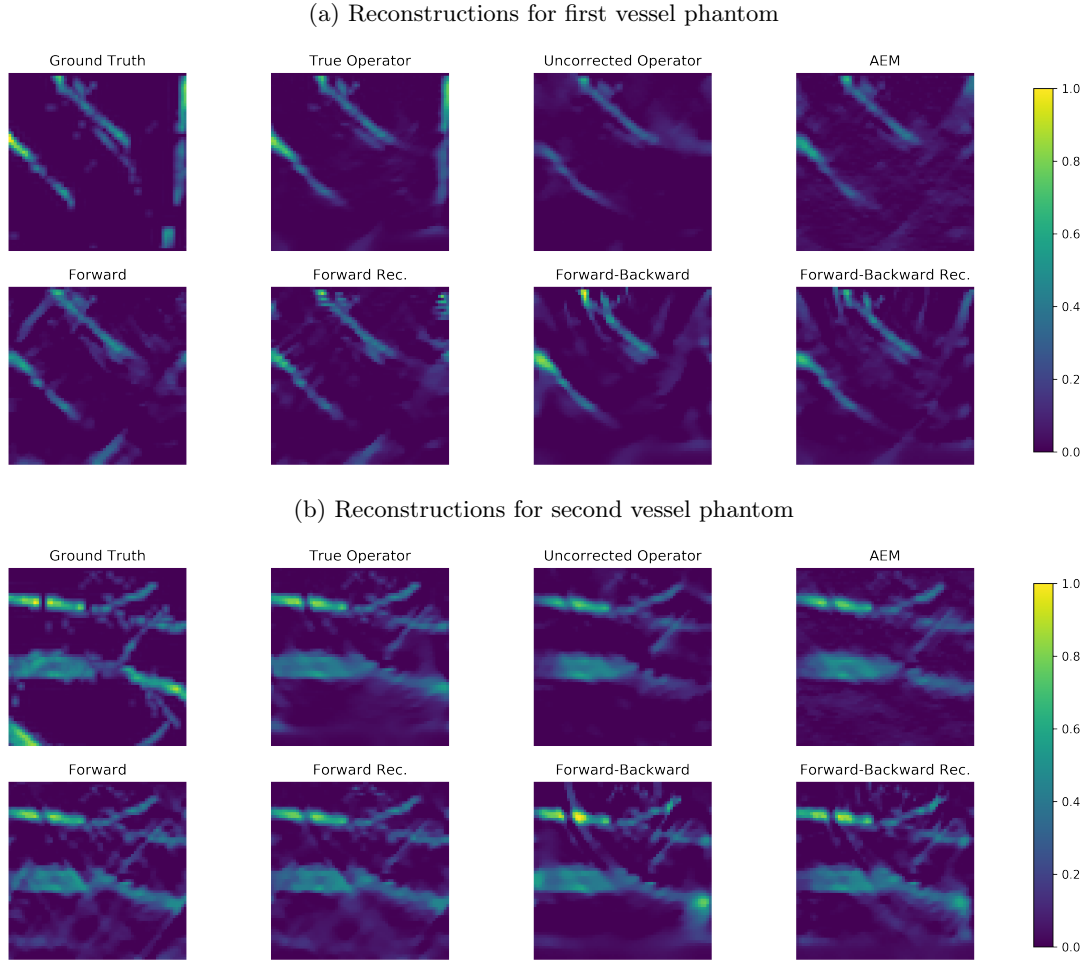 (a) Reconstructions for first vessel phantom
Ground Truth
True Operator
Uncorrected Operator
AEM
1.0
0.8
0.6
0.4
0.2
0.0
Forward
Forward Rec.
Forward-Backward
Forward-Backward Rec.
(b) Reconstructions for second vessel phantom
Ground Truth
True Operator
Uncorrected Operator
AEM
1.0
0.8
0.6
0.4
0.2
0.0
Forward
Forward Rec.
Forward-Backward
Forward-Backward Rec.